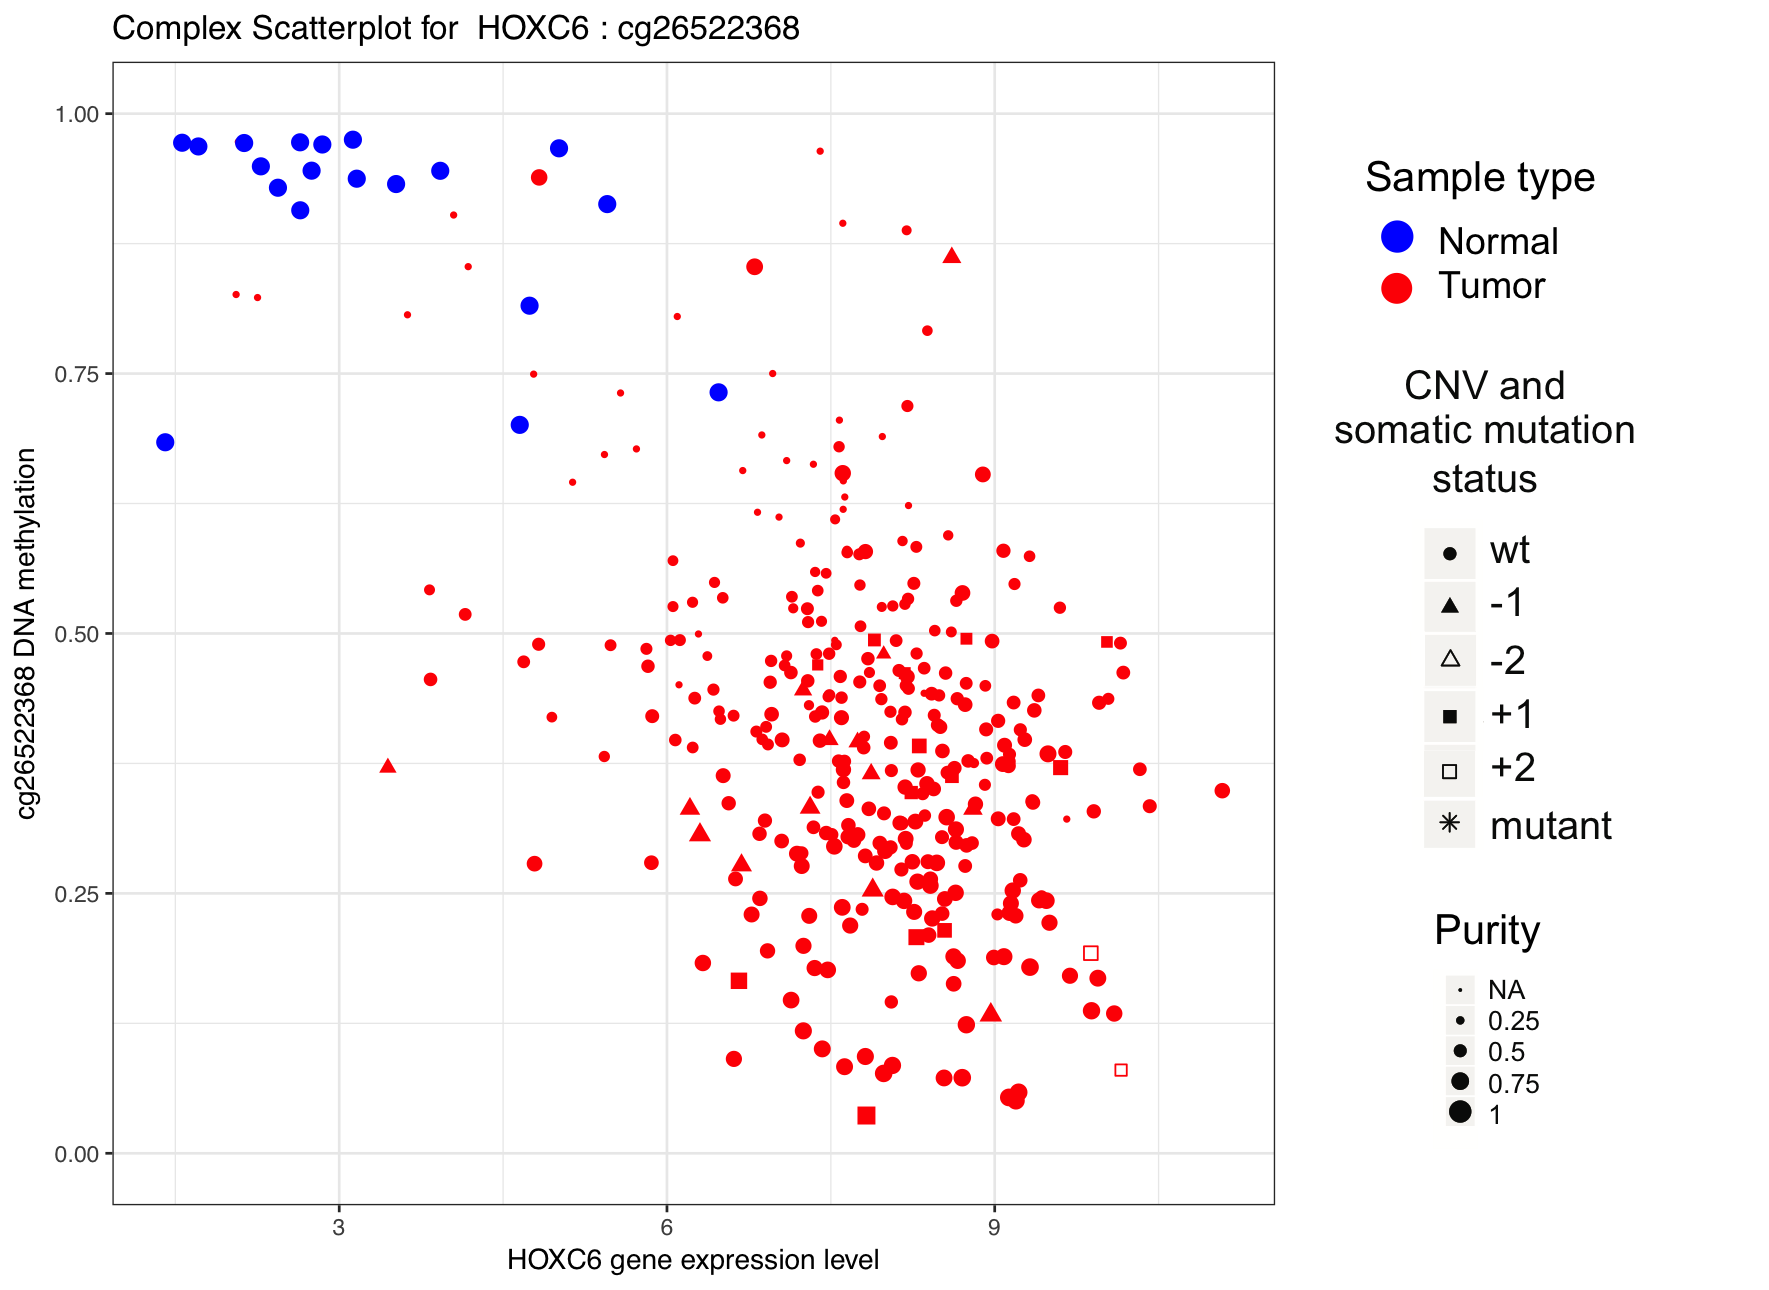 Complex Scatterplot for  HOXC6 : cg26522368
1.00
0.75
0.50
0.25
0.00
cg26522368 DNA methylation
3
6
9
HOXC6 gene expression level
Sample type
Normal
Tumor
CNV and
somatic mutation
status
wt
-1
-2
+1
+2
mutant
Purity
NA
0.25
0.5
0.75
1